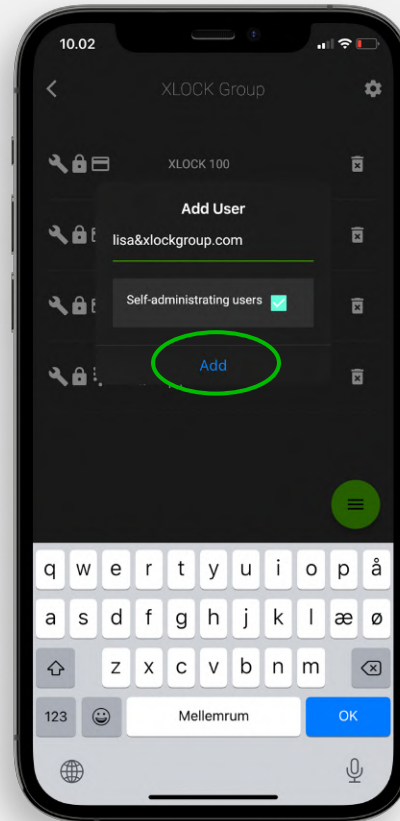 10.02
XLOCK Group
XLOCK 100
Add User
lisa&xlockgroup.com
Self-administrating users
Add
q w e r t y u i o p å
a s d f g h j k l æ ø
z x c v b n m
123 Mellemrum OK